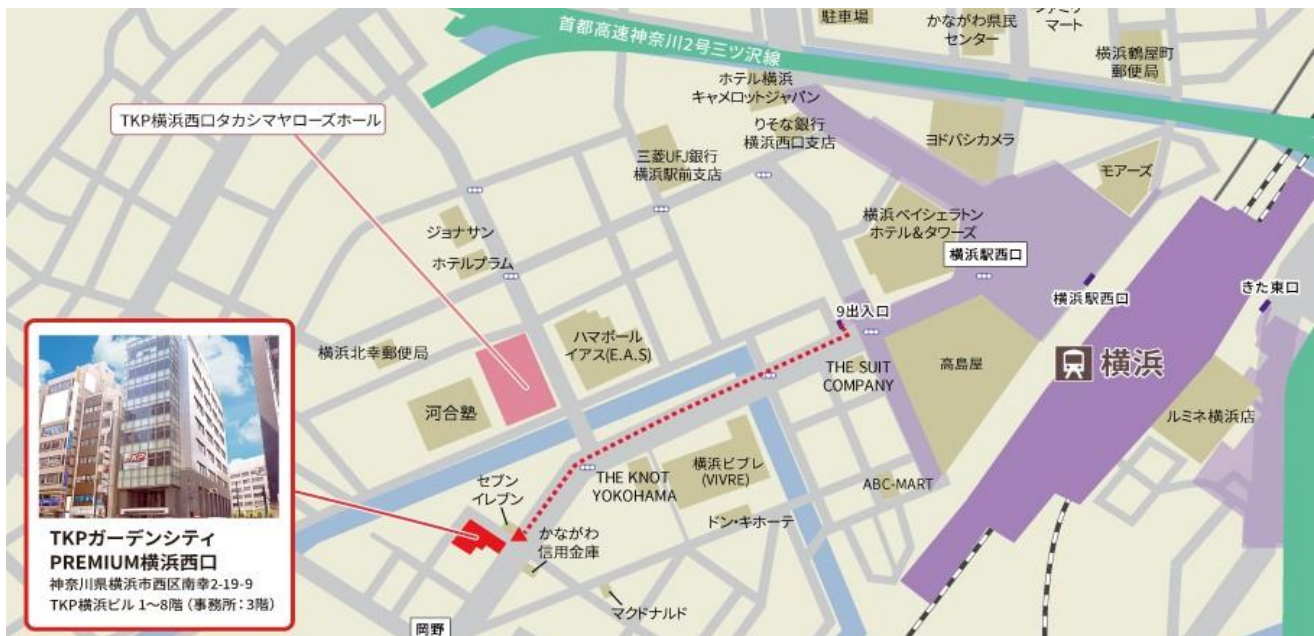 駐車場
かながわ県民
センター
マート
横浜鶴屋町
郵便局
首都高速神奈川2号三ツ沢線
ホテル横浜
キャメロットジャパン
りそな銀行
横浜西口支店
ヨドバシカメラ
モアーズ
TKP横浜西口タカシマヤローズホール
三菱UFJ銀行
横浜駅前支店
横浜ベイシェラトン
ホテル&タワーズ
横浜駅西口
ジョナサン
ホテルプラム
横浜駅西口
きた東口
9出入口
横浜北幸郵便局
ハマボール
イアス(E.A.S)
THE SUIT
COMPANY
高島屋
横浜
河合塾
ルミネ横浜店
セブン
イレブン
THE KNOT
YOKOHAMA
横浜ビブレ
(VIVRE)
ABC-MART
ドン・キホーテ
かながわ
信用金庫
マクドナルド
岡野
TKP
TKPガーデンシティ
PREMIUM横浜西口
神奈川県横浜市西区南幸2-19-9
TKP横浜ビル 1〜8階 (事務所:3階)